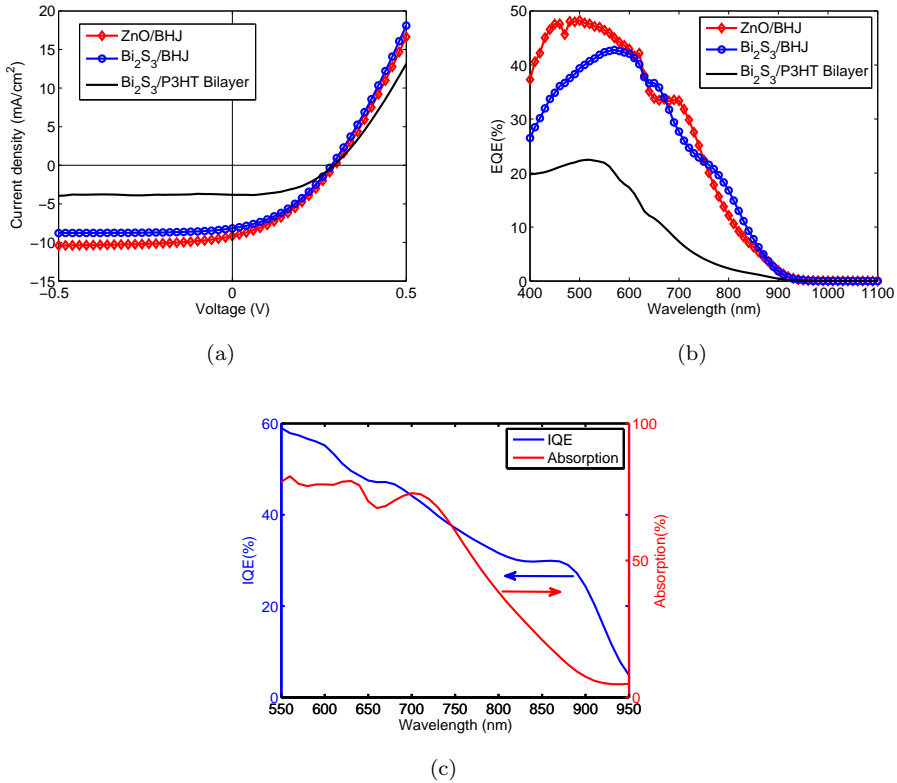 ZnO/BHJ
Bi2S3/BHJ
Bi2S3/P3HT Bilayer
Current density (mA/cm2)
20
15
10
5
0
−5
−10
−15
−0.5
0
0.5
Voltage (V)
(a)
ZnO/BHJ
Bi2S3/BHJ
Bi2S3/P3HT Bilayer
EQE(%)
50
40
30
20
10
0
400 500 600 700 800 900 1000 1100
Wavelength (nm)
(b)
IQE
Absorption
IQE(%)
60
40
20
0
100
50
0
Absorption(%)
550 600 650 700 750 800 850 900 950
Wavelength (nm)
(c)